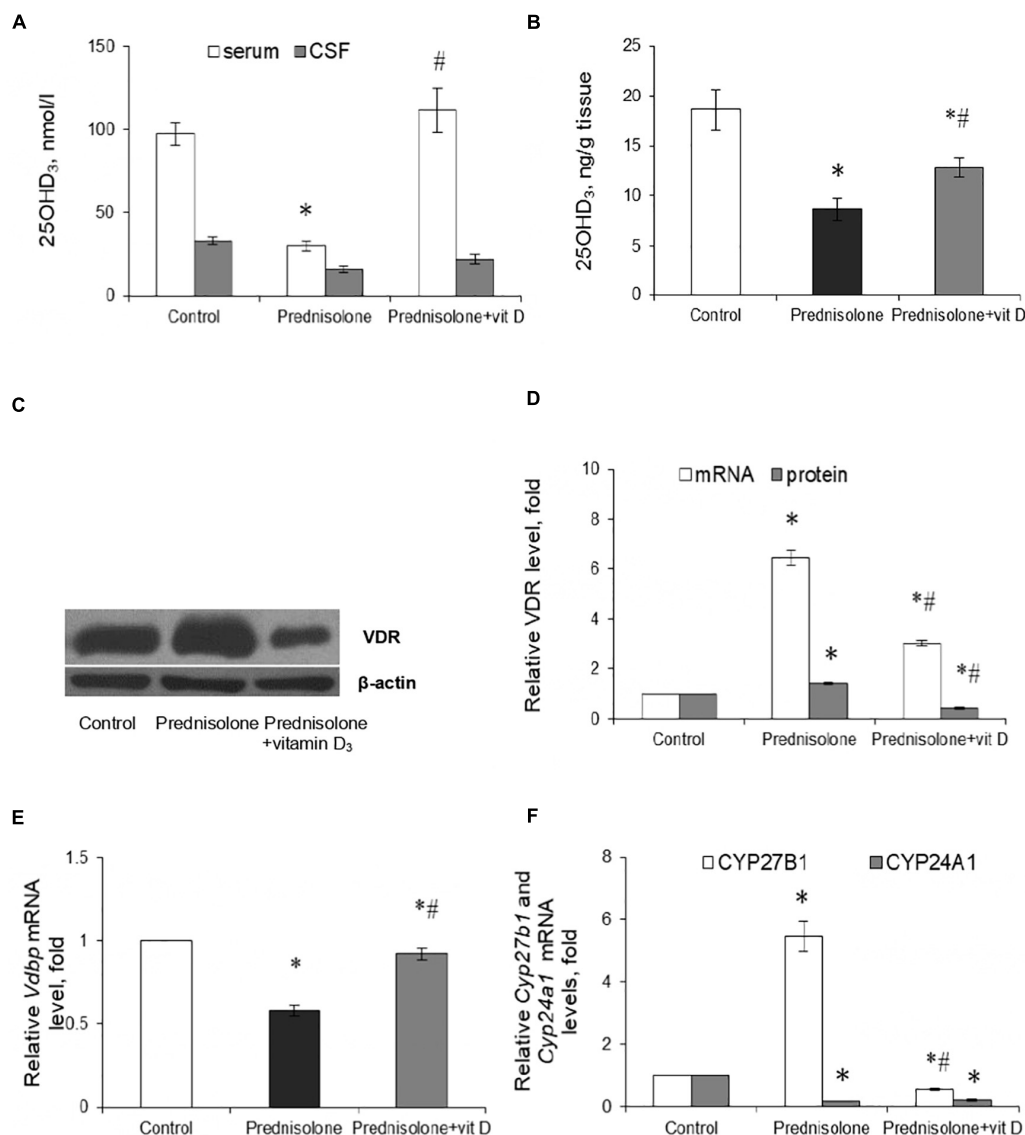 A
150
100
50
0
25OHD3, nmol/l
serum CSF
*
#
Control Prednisolone Prednisolone+vit D
B
25
20
15
10
5
0
25OHD3, ng/g tissue
*
*#
Control Prednisolone Prednisolone+vit D
C
VDR
β-actin
Control Prednisolone Prednisolone
+vitamin D3
D
10
8
6
4
2
0
Relative VDR level, fold
mRNA protein
*
*
*#
*#
Control Prednisolone Prednisolone+vit D
E
1.5
1
0.5
0
Relative Vdbp mRNA
level, fold
*
*#
Control Prednisolone Prednisolone+vit D
F
8
6
4
2
0
Relative Cyp27b1 and
Cyp24a1 mRNA
levels, fold
CYP27B1 CYP24A1
*
*
*#
*
Control Prednisolone Prednisolone+vit D